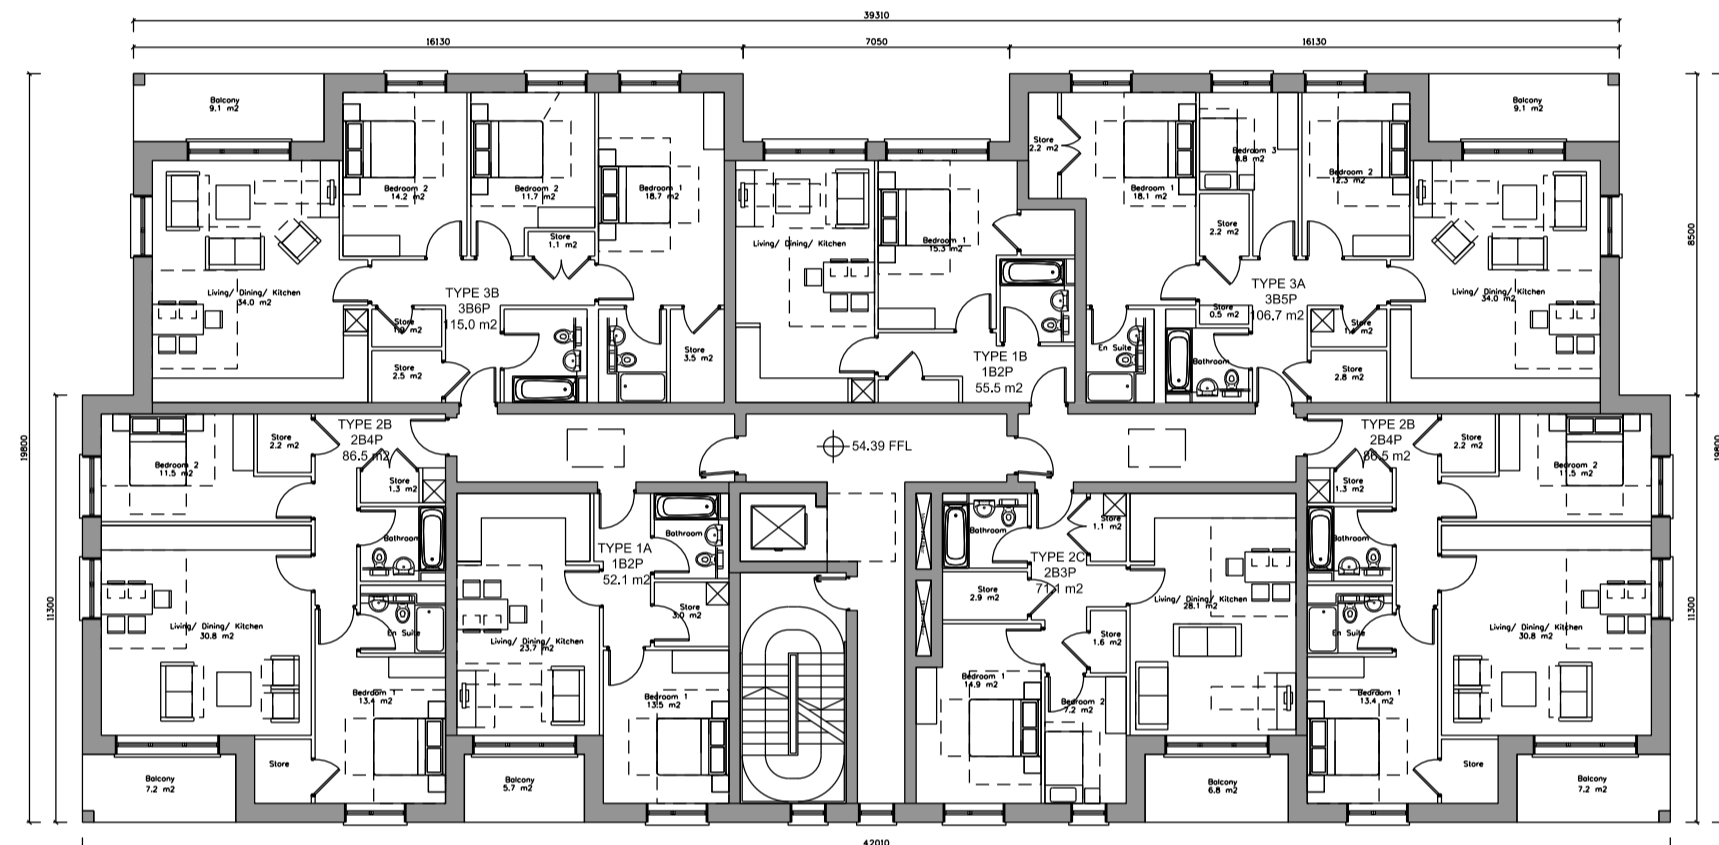 39310
16130
7050
16130
Balcony
9.1 m2
Balcony
9.1 m2
Store
2.2 m2
Bedroom 3
8.8 m2
Bedroom 2
12.3 m2
Bedroom 2
14.2 m2
Bedroom 2
11.7 m2
Bedroom 1
18.7 m2
Bedroom 1
18.1 m2
8500
Store
1.1 m2
Living/ Dining/ Kitchen
Bedroom 1
15.3 m2
Store
2.2 m2
Living/ Dining/ Kitchen
34.0 m2
TYPE 3B
3B6P
115.0 m2
TYPE 3A
3B5P
106.7 m2
Living/ Dining/ Kitchen
34.0 m2
Store
Store
0.5 m2
Store
Store
3.5 m2
TYPE 1B
1B2P
55.5 m2
En Suite
Bathroom
Store
2.5 m2
Store
2.8 m2
19800
TYPE 2B
2B4P
86.5 m2
Store
2.2 m2
54.39 FFL
TYPE 2B
2B4P
86.5 m2
Store
2.2 m2
19800
Bedroom 2
11.5 m2
Store
1.3 m2
Store
1.3 m2
Bedroom 2
11.5 m2
Bathroom
Bathroom
TYPE 1A
1B2P
52.1 m2
Bathroom
Store
1.1 m2
TYPE 2C
2B3P
71.1 m2
Bathroom
11300
Store
3.0 m2
Store
2.9 m2
Living/ Dining/ Kitchen
28.1 m2
11300
Living/ Dining/ Kitchen
30.8 m2
En Suite
Living/ Dining/ Kitchen
23.7 m2
Store
1.6 m2
En Suite
Living/ Dining/ Kitchen
30.8 m2
Bedroom 1
13.4 m2
Bedroom 1
13.5 m2
Bedroom 1
14.9 m2
Bedroom 2
7.2 m2
Bedroom 1
13.4 m2
Store
Store
Balcony
7.2 m2
Balcony
5.7 m2
Balcony
6.8 m2
Balcony
7.2 m2
42010